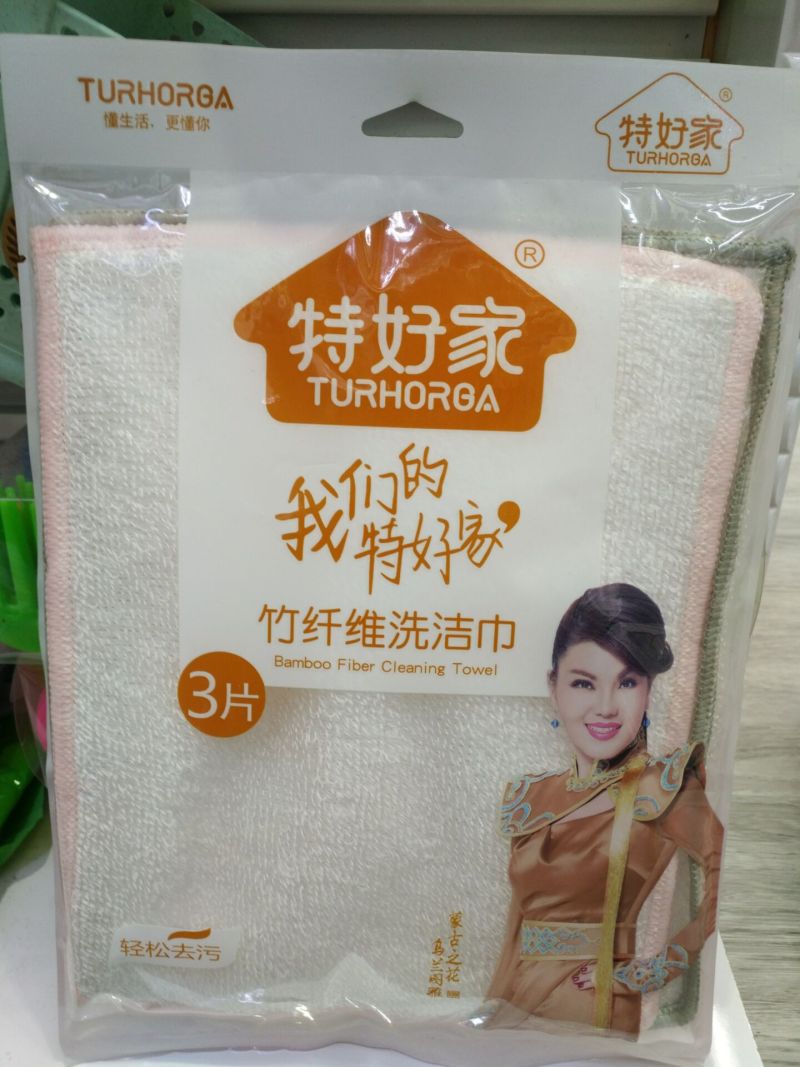 TURHORGA
懂生活，更懂你
®
特好家
TURHORGA
®
特好家
TURHORGA
我们的
特好家
竹纤维洗洁巾
Bamboo Fiber Cleaning Towel
3片
轻松去污
蒙古之花
乌兰图雅